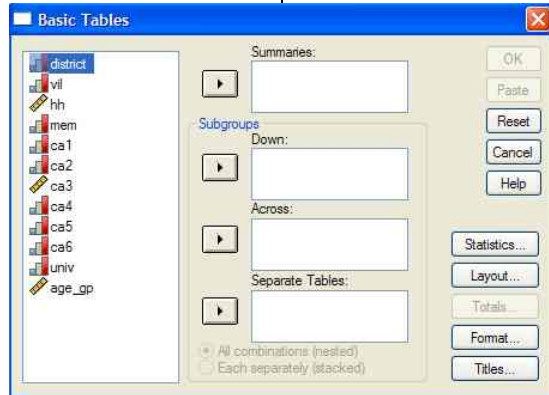 Basic Tables
district
vil
hh
mem
ca1
ca2
ca3
ca4
ca5
ca6
univ
age_gp
Summaries:
Subgroups
Down:
Across:
Separate Tables:
All combinations (nested)
Each separately (stacked)
OK
Paste
Reset
Cancel
Help
Statistics...
Layout...
Totals...
Format...
Titles...